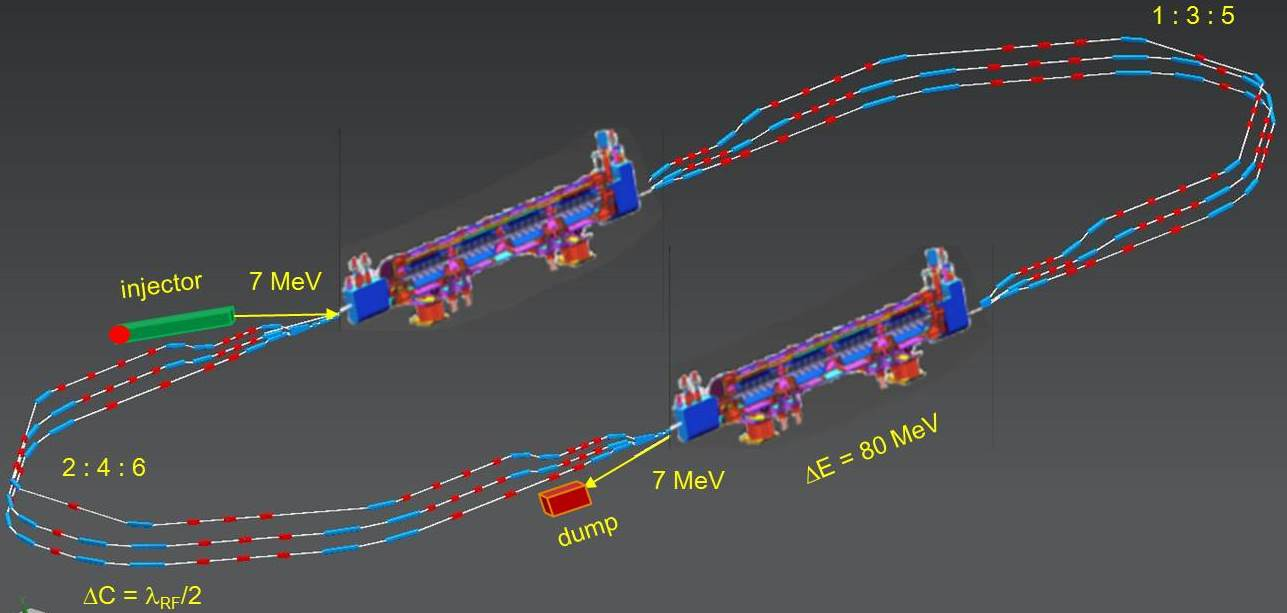 1 : 3 : 5
injector
7 MeV
2 : 4 : 6
7 MeV
ΔE = 80 MeV
dump
ΔC = λRF/2